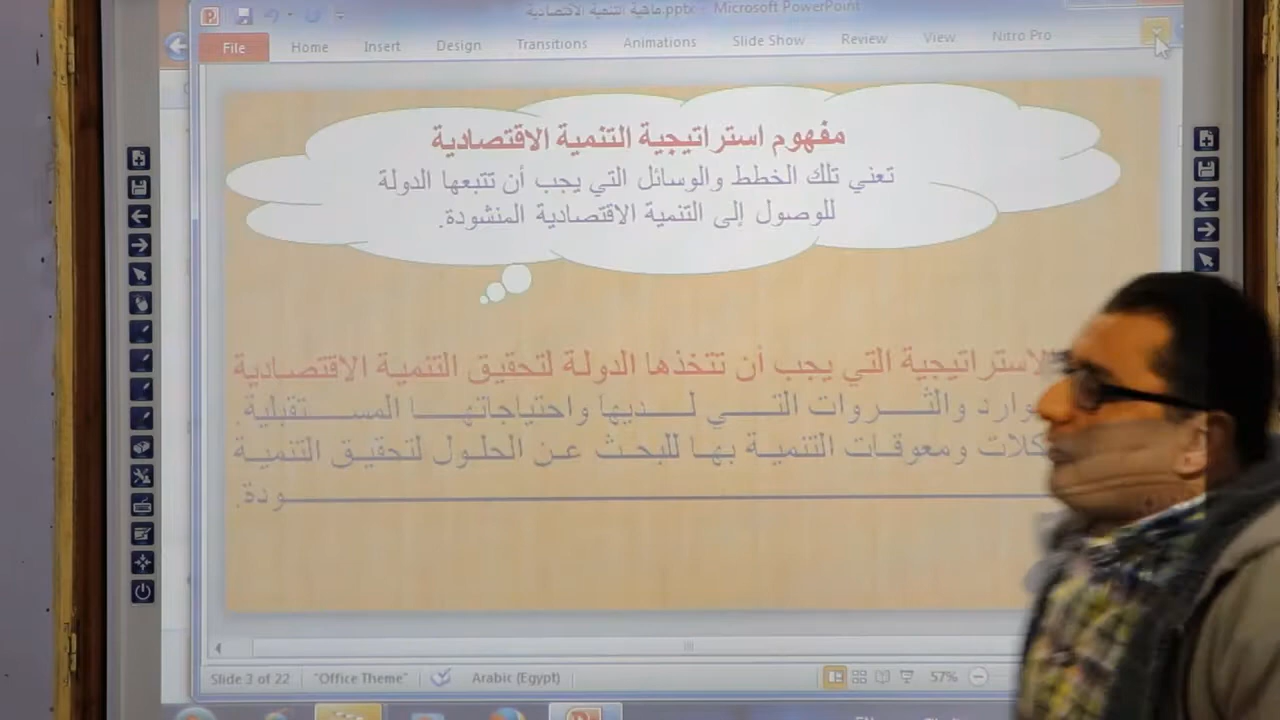 ماهية التنمية الاقتصادية.pptx - Microsoft PowerPoint
File Home Insert Design Transitions Animations Slide Show Review View Nitro Pro
مفهوم استراتيجية التنمية الاقتصادية
تعني تلك الخطط والوسائل التي يجب أن تتبعها الدولة
للوصول إلى التنمية الاقتصادية المنشودة.
الاستراتيجية التي يجب أن تتخذها الدولة لتحقيق التنمية الاقتصادية
والثروات التي لديها واحتياجاتها المستقبلية.
ومعوقات التنمية بها للبحث عن الحلول لتحقيق التنمية
Slide 3 of 22 "Office Theme" Arabic (Egypt) 57%